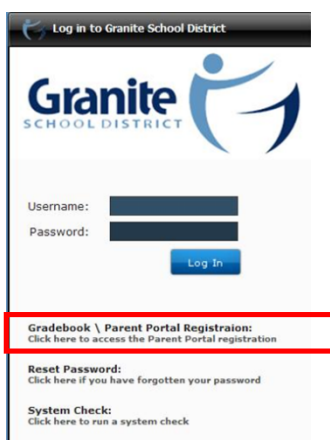 Log in to Granite School District
Granite
SCHOOL DISTRICT
Username:
Password:
Log In
Gradebook \ Parent Portal Registraion:
Click here to access the Parent Portal registration
Reset Password:
Click here if you have forgotten your password
System Check:
Click here to run a system check